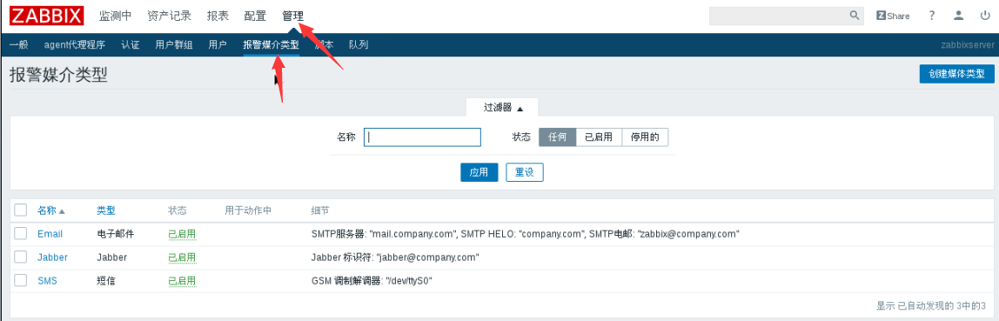 ZABBIX 监测中 资产记录 报表 配置 管理 Z Share ?
一般 agent代理程序 认证 用户群组 用户 报警媒介类型 脚本 队列 zabbixserver
报警媒介类型 创建媒体类型
过滤器 ▲
名称 状态 任何 已启用 停用的
应用 重设
名称 ▲ 类型 状态 用于动作中 细节
Email 电子邮件 已启用 SMTP服务器: "mail.company.com", SMTP HELO: "company.com", SMTP电邮: "zabbix@company.com"
Jabber Jabber 已启用 Jabber 标识符: "jabber@company.com"
SMS 短信 已启用 GSM 调制解调器: "/dev/ttyS0"
显示 已自动发现的 3中的3